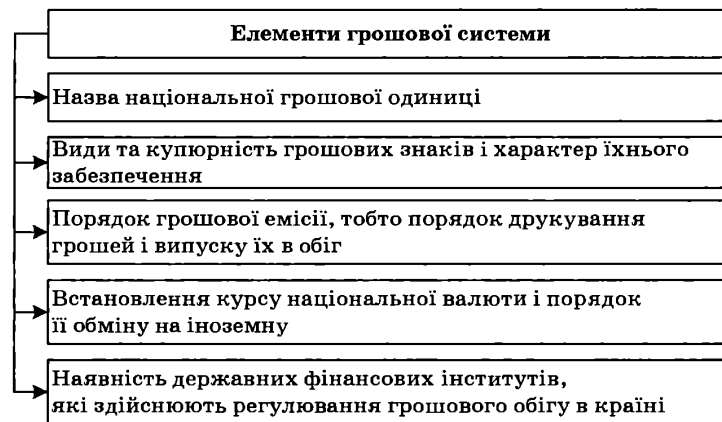 Елементи грошової системи
Назва національної грошової одиниці
Види та купюрність грошових знаків і характер їхнього
забезпечення
Порядок грошової емісії, тобто порядок друкування
грошей і випуску їх в обіг
Встановлення курсу національної валюти і порядок
її обміну на іноземну
Наявність державних фінансових інститутів,
які здійснюють регулювання грошового обігу в країні